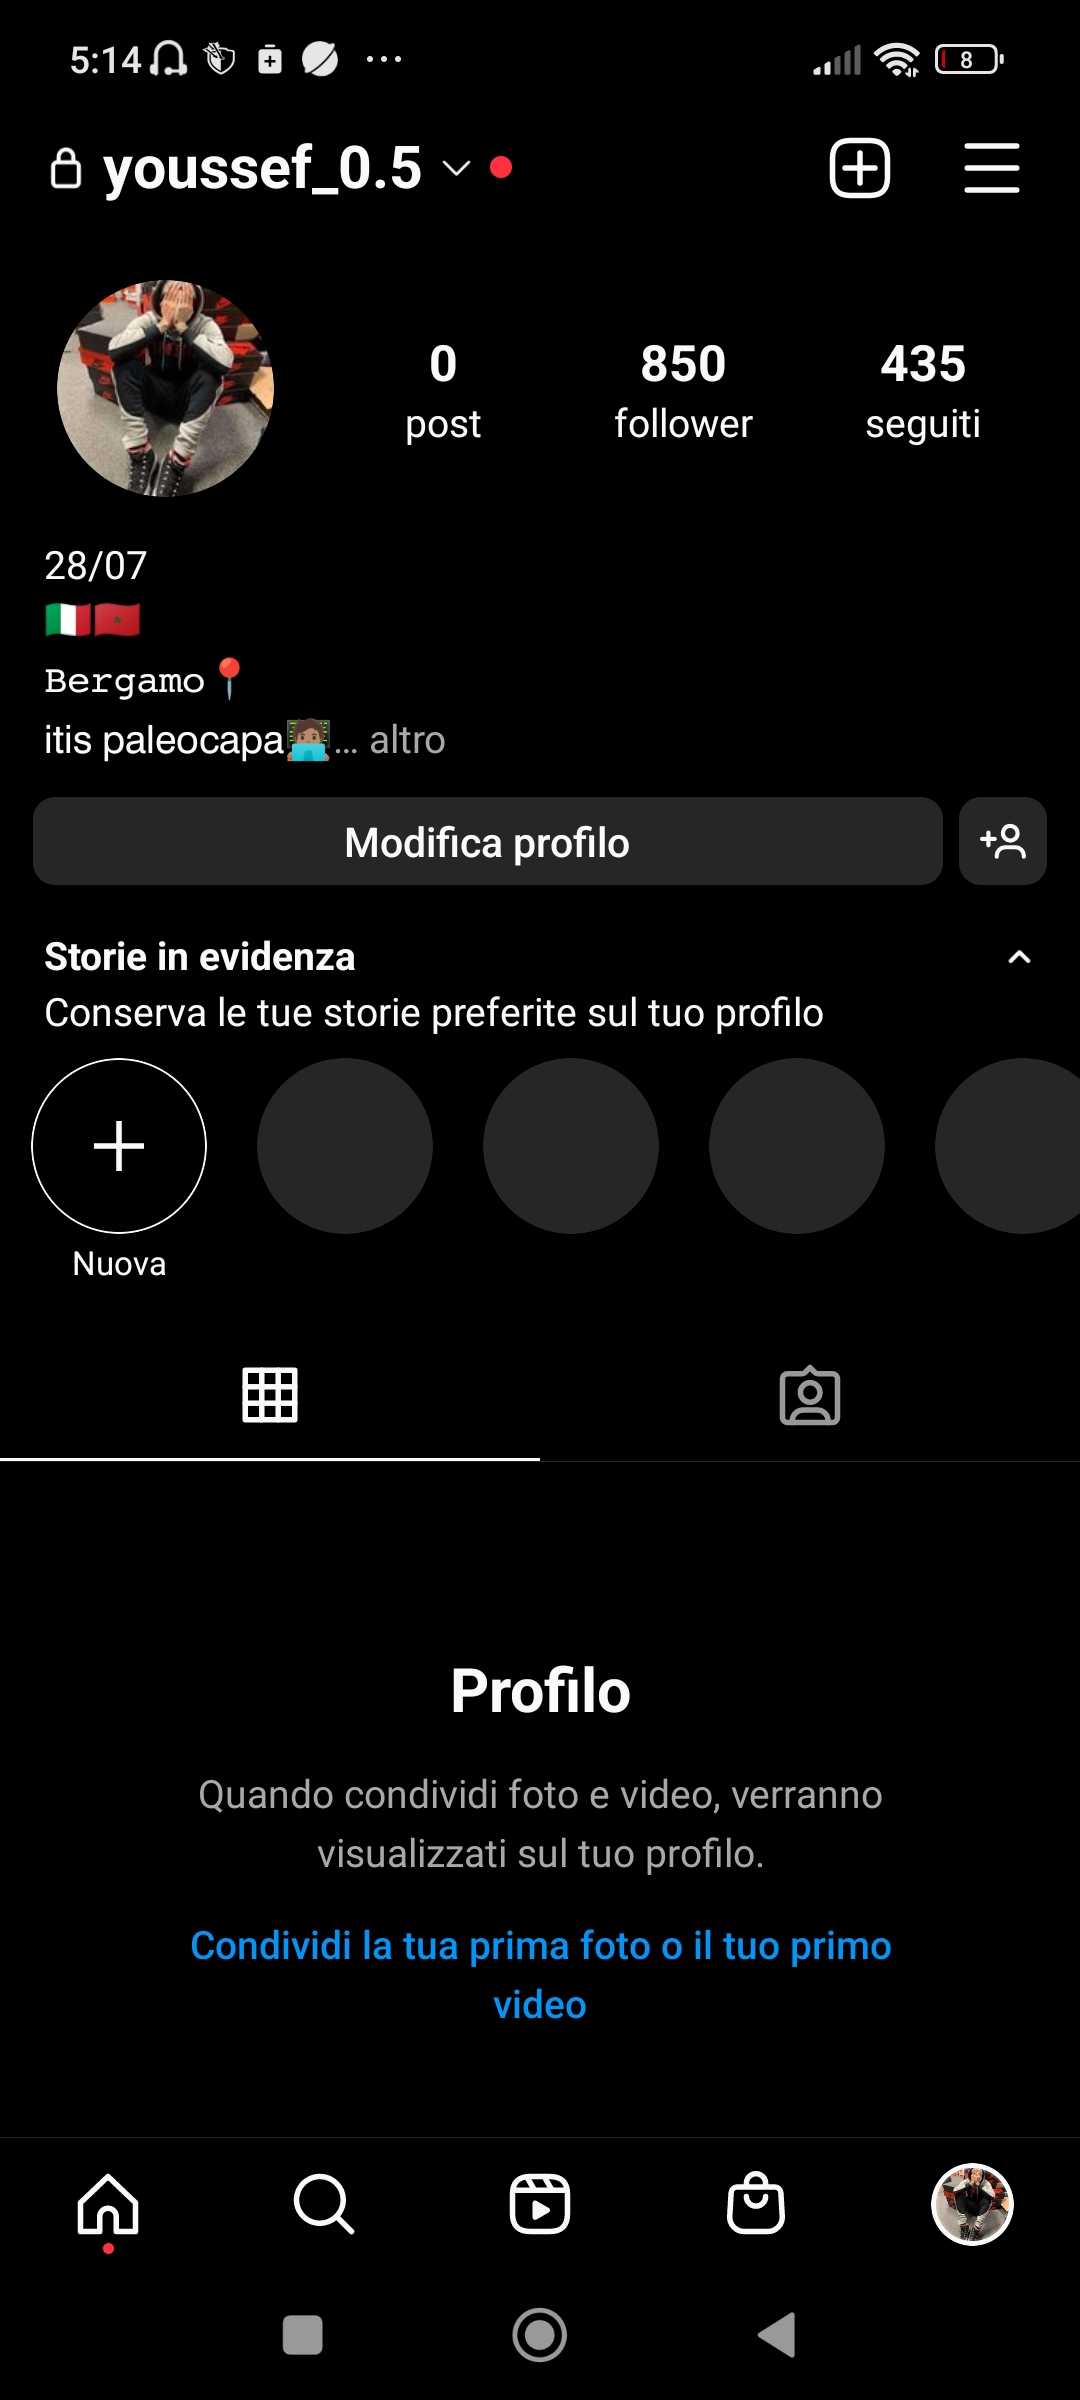 5:14
8
youssef_0.5
0 850 435
post follower seguiti
28/07
🇮🇹🇲🇦
Bergamo📍
itis paleocapa🧑🏽‍💻... altro
Modifica profilo
Storie in evidenza
Conserva le tue storie preferite sul tuo profilo
Nuova
Profilo
Quando condividi foto e video, verranno
visualizzati sul tuo profilo.
Condividi la tua prima foto o il tuo primo
video